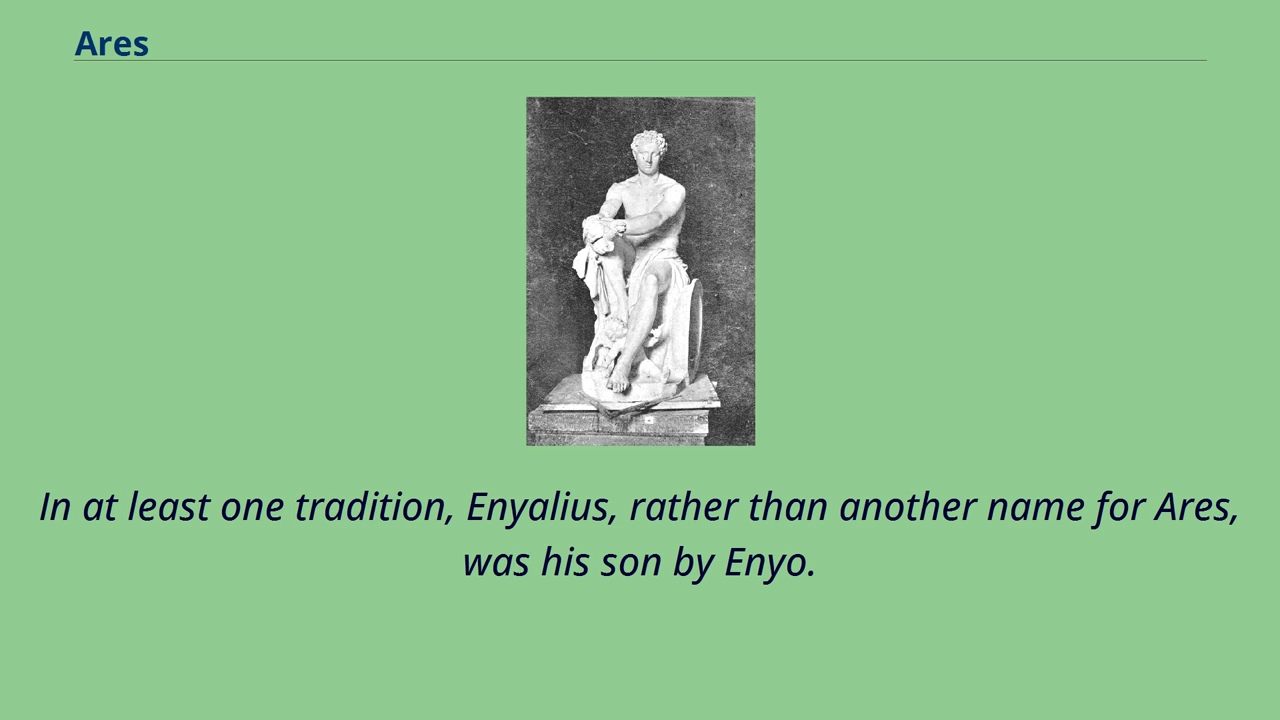 Ares
In at least one tradition, Enyalius, rather than another name for Ares,
was his son by Enyo.